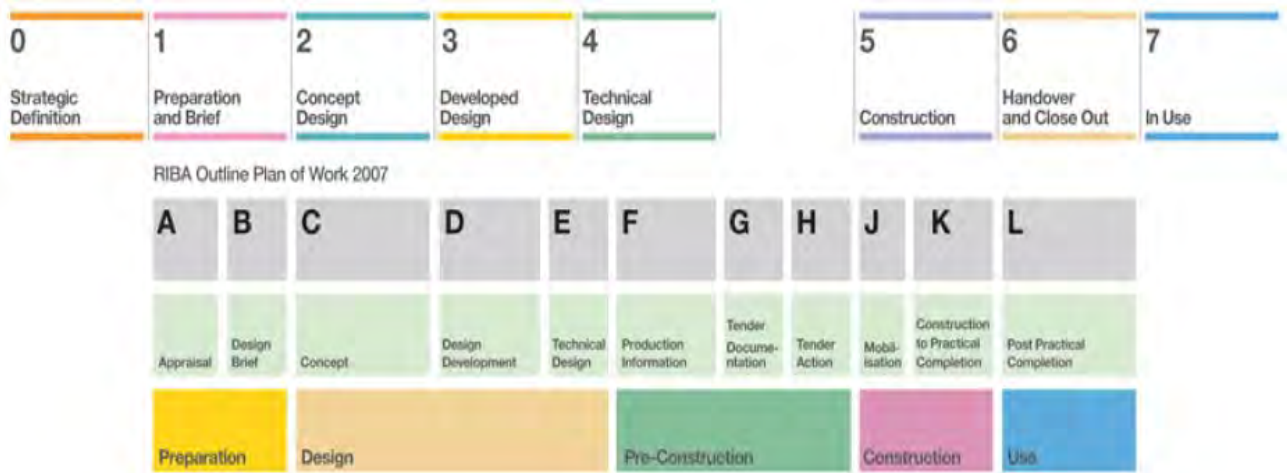 0 1 2 3 4 5 6 7
Strategic
Definition
Preparation
and Brief
Concept
Design
Developed
Design
Technical
Design
Construction
Handover
and Close Out
In Use
RIBA Outline Plan of Work 2007
A B C D E F G H J K L
Appraisal
Design
Brief
Concept
Design
Development
Technical
Design
Production
Information
Tender
Docume-
ntation
Tender
Action
Mobil-
isation
Construction
to Practical
Completion
Post Practical
Completion
Preparation
Design
Pre-Construction
Construction
Use